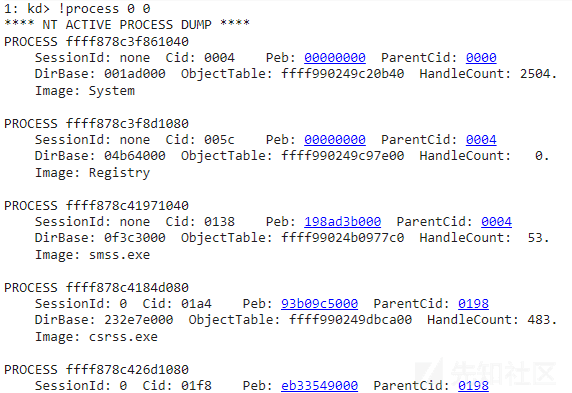 1: kd> !process 0 0
**** NT ACTIVE PROCESS DUMP ****
PROCESS ffff878c3f861040
    SessionId: none  Cid: 0004    Peb: 00000000  ParentCid: 0000
    DirBase: 001ad000  ObjectTable: ffff990249c20b40  HandleCount: 2504.
    Image: System

PROCESS ffff878c3f8d1080
    SessionId: none  Cid: 005c    Peb: 00000000  ParentCid: 0004
    DirBase: 04b64000  ObjectTable: ffff990249c97e00  HandleCount:   0.
    Image: Registry

PROCESS ffff878c41971040
    SessionId: none  Cid: 0138    Peb: 198ad3b000  ParentCid: 0004
    DirBase: 0f3c3000  ObjectTable: ffff99024b0977c0  HandleCount:  53.
    Image: smss.exe

PROCESS ffff878c4184d080
    SessionId: 0  Cid: 01a4    Peb: 93b09c5000  ParentCid: 0198
    DirBase: 232e7000  ObjectTable: ffff990249dbca00  HandleCount: 483.
    Image: csrss.exe

PROCESS ffff878c426d1080
    SessionId: 0  Cid: 01f8    Peb: eb33549000  ParentCid: 0198
先知社区